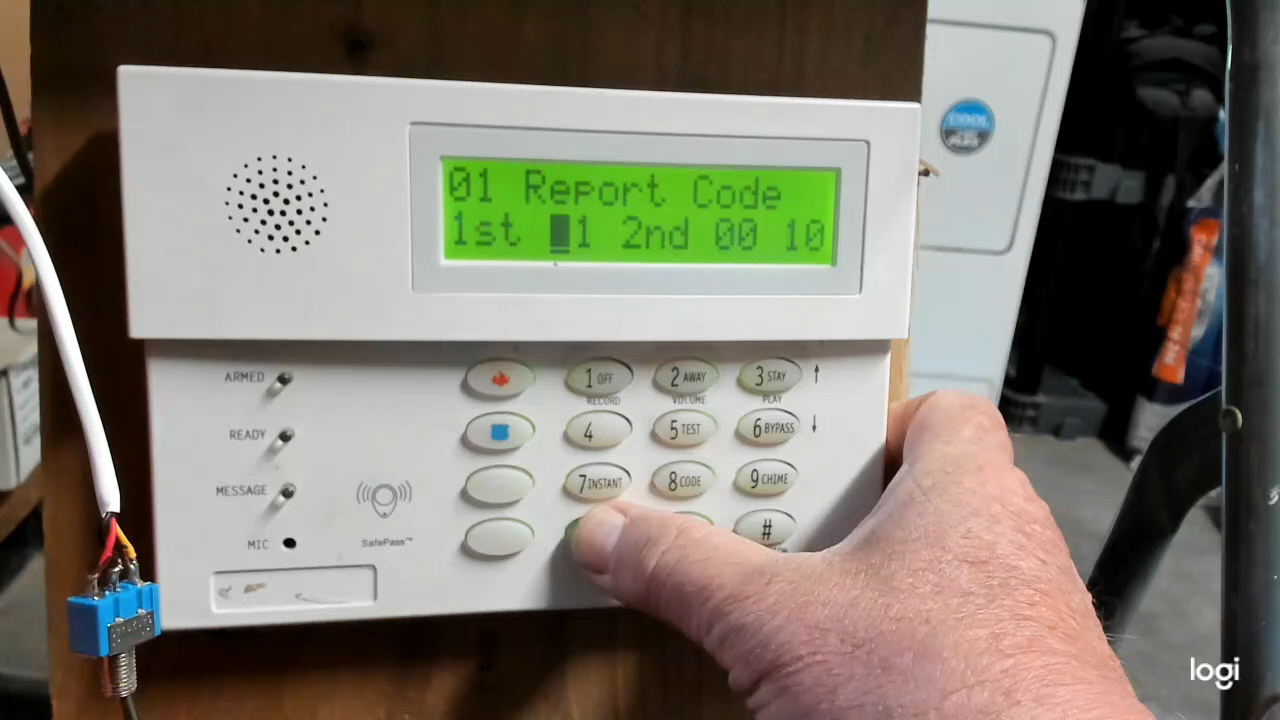 01 Report Code
1st 1 2nd 00 10
ARMED
READY
MESSAGE
MIC
SafePass™
1 OFF
2 AWAY
3 STAY
↑
RECORD
VOLUME
PLAY
4
5 TEST
6 BYPASS
↓
7 INSTANT
8 CODE
9 CHIME
#
COOL
logi